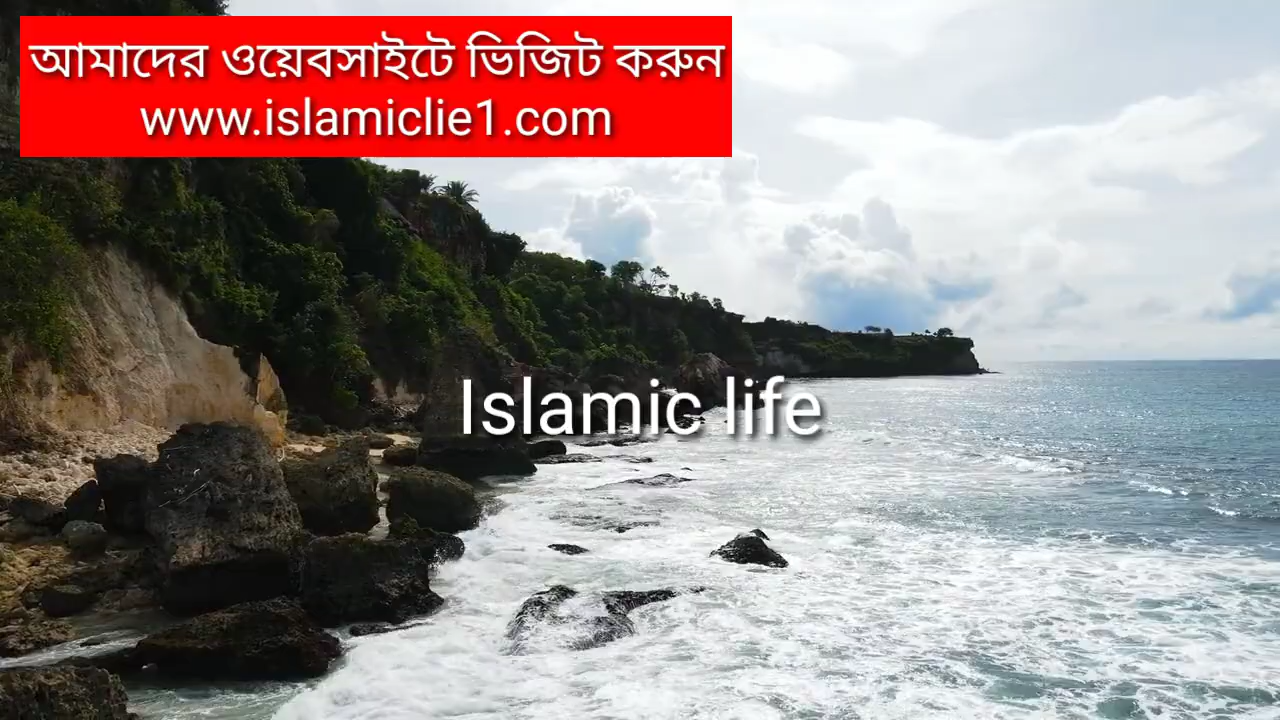 আমাদের ওয়েবসাইটে ভিজিট করুন
www.islamiclie1.com
Islamic life